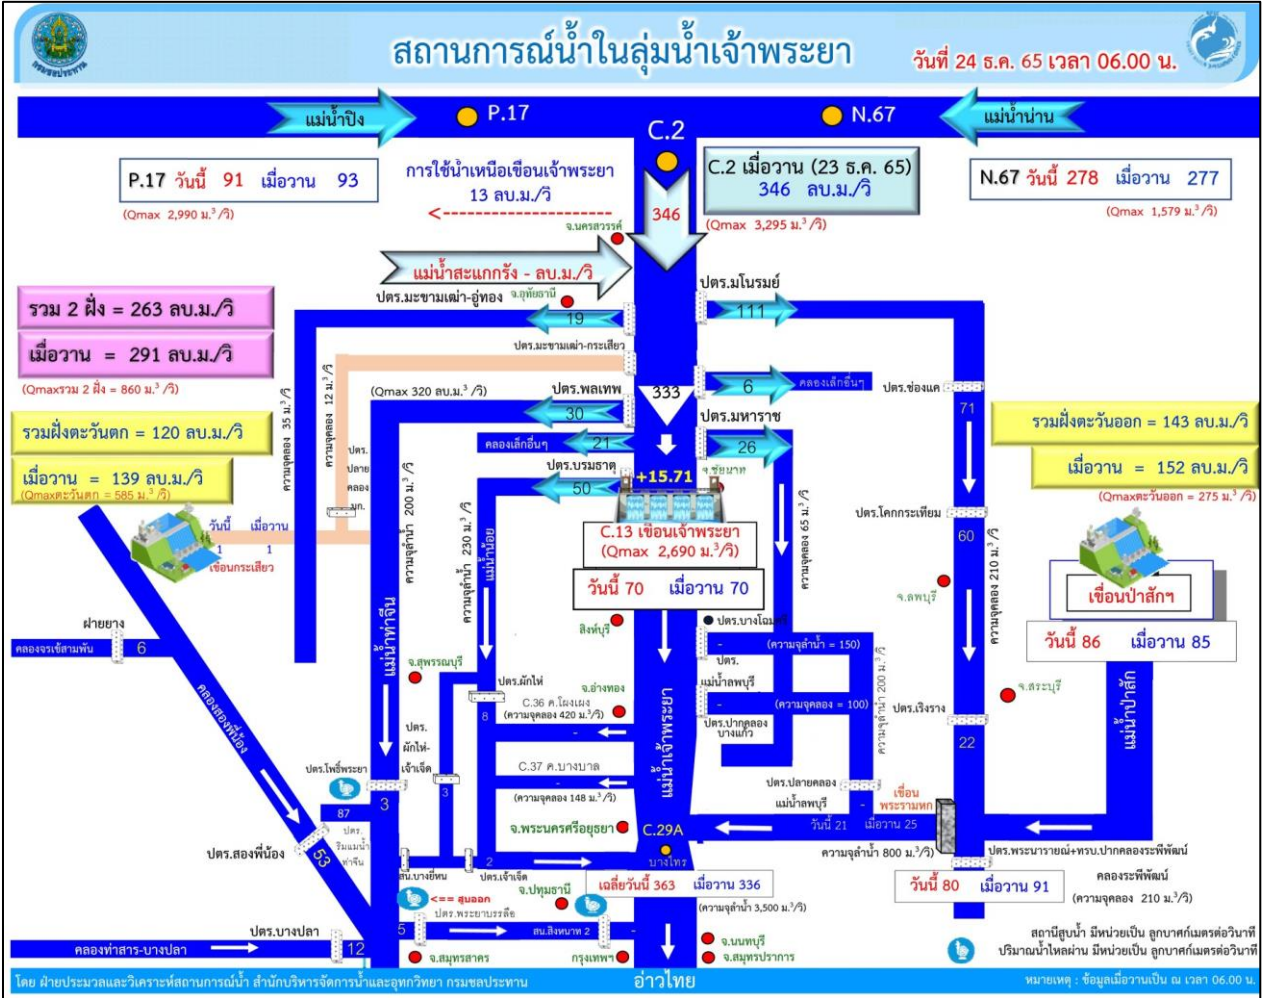 สถานการณ์น้ำในลุ่มน้ำเจ้าพระยา
วันที่ 24 ธ.ค. 65 เวลา 06.00 น.
กรมชลประทาน
แม่น้ำปิง
P.17
C.2
N.67
แม่น้ำน่าน
P.17 วันนี้ 91 เมื่อวาน 93
(Qmax 2,990 ม.³/วิ)
การใช้น้ำเหนือเขื่อนเจ้าพระยา
13 ลบ.ม./วิ
346
C.2 เมื่อวาน (23 ธ.ค. 65)
346 ลบ.ม./วิ
(Qmax 3,295 ม.³/วิ)
N.67 วันนี้ 278 เมื่อวาน 277
(Qmax 1,579 ม.³/วิ)
จ.นครสวรรค์
แม่น้ำสะแกกรัง - ลบ.ม./วิ
ปตร.มะขามเฒ่า-อู่ทอง
จ.อุทัยธานี
19
ปตร.มโนรมย์
111
รวม 2 ฝั่ง = 263 ลบ.ม./วิ
เมื่อวาน = 291 ลบ.ม./วิ
(Qmaxรวม 2 ฝั่ง = 860 ม.³/วิ)
ปตร.มะขามเฒ่า-กระเสียว
ความจุคลอง 35 ม.³/วิ
ความจุคลอง 12 ม.³/วิ
(Qmax 320 ลบ.ม.³/วิ)
ปตร.พลเทพ
30
333
6
คลองเล็กอื่นๆ
ปตร.ช่องแค
71
รวมฝั่งตะวันตก = 120 ลบ.ม./วิ
เมื่อวาน = 139 ลบ.ม./วิ
(Qmaxตะวันตก = 585 ม.³/วิ)
คลองเล็กอื่นๆ
21
ปตร.มหาราช
26
รวมฝั่งตะวันออก = 143 ลบ.ม./วิ
เมื่อวาน = 152 ลบ.ม./วิ
(Qmaxตะวันออก = 275 ม.³/วิ)
ปตร.
ปลาย
คลอง
มก.
ปตร.บรมธาตุ
50
+15.71
จ.ชัยนาท
C.13 เขื่อนเจ้าพระยา
(Qmax 2,690 ม.³/วิ)
วันนี้ 70 เมื่อวาน 70
ปตร.โคกกระเทียม
60
วันนี้ เมื่อวาน
1 1
เขื่อนกระเสียว
ความจุลำน้ำ 200 ม.³/วิ
ความจุลำน้ำ 230 ม.³/วิ
แม่น้ำน้อย
แม่น้ำท่าจีน
ความจุคลอง 65 ม.³/วิ
ความจุคลอง 210 ม.³/วิ
จ.ลพบุรี
เขื่อนป่าสักฯ
วันนี้ 86 เมื่อวาน 85
ฝายยาง
คลองจรเข้สามพัน
6
คลองสองพี่น้อง
จ.สุพรรณบุรี
สิงห์บุรี
ปตร.บางโฉมศรี
-
(ความจุลำน้ำ = 150)
ปตร.
แม่น้ำลพบุรี
-
(ความจุคลอง = 100)
ปตร.ปากคลอง
บางแก้ว
ความจุลำน้ำ 200 ม.³/วิ
จ.สระบุรี
แม่น้ำป่าสัก
ปตร.ผักไห่
8
จ.อ่างทอง
C.36 ค.โผงเผง
(ความจุคลอง 420 ม.³/วิ)
-
แม่น้ำเจ้าพระยา
ปตร.เริงราง
22
ปตร.
ผักไห่-
เจ้าเจ็ด
3
ปตร.โพธิ์พระยา
3
C.37 ค.บางบาล
-
(ความจุคลอง 148 ม.³/วิ)
ปตร.ปลายคลอง
แม่น้ำลพบุรี
-
เขื่อน
พระรามหก
87
ปตร.
ริมแม่น้ำ
ท่าจีน
จ.พระนครศรีอยุธยา
C.29A
บางไทร
วันนี้ 21 เมื่อวาน 25
ความจุลำน้ำ 800 ม.³/วิ)
ปตร.สองพี่น้อง
53
สน.บางยี่หน
2
ปตร.เจ้าเจ็ด
ปตร.พระนารายณ์+ทรบ.ปากคลองระพีพัฒน์
คลองระพีพัฒน์
(ความจุคลอง 210 ม.³/วิ)
วันนี้ 80 เมื่อวาน 91
เฉลี่ยวันนี้ 363 เมื่อวาน 336
(ความจุลำน้ำ 3,500 ม.³/วิ)
จ.ปทุมธานี
<== สูบออก
ปตร.พระยาบรรลือ
5
สน.สิงหนาท 2
-
ปตร.บางปลา
คลองท่าสาร-บางปลา
12
จ.สมุทรสาคร
กรุงเทพฯ
จ.นนทบุรี
จ.สมุทรปราการ
สถานีสูบน้ำ มีหน่วยเป็น ลูกบาศก์เมตรต่อวินาที
ปริมาณน้ำไหลผ่าน มีหน่วยเป็น ลูกบาศก์เมตรต่อวินาที
โดย ฝ่ายประมวลและวิเคราะห์สถานการณ์น้ำ สำนักบริหารจัดการน้ำและอุทกวิทยา กรมชลประทาน
อ่าวไทย
หมายเหตุ : ข้อมูลเมื่อวานเป็น ณ เวลา 06.00 น.